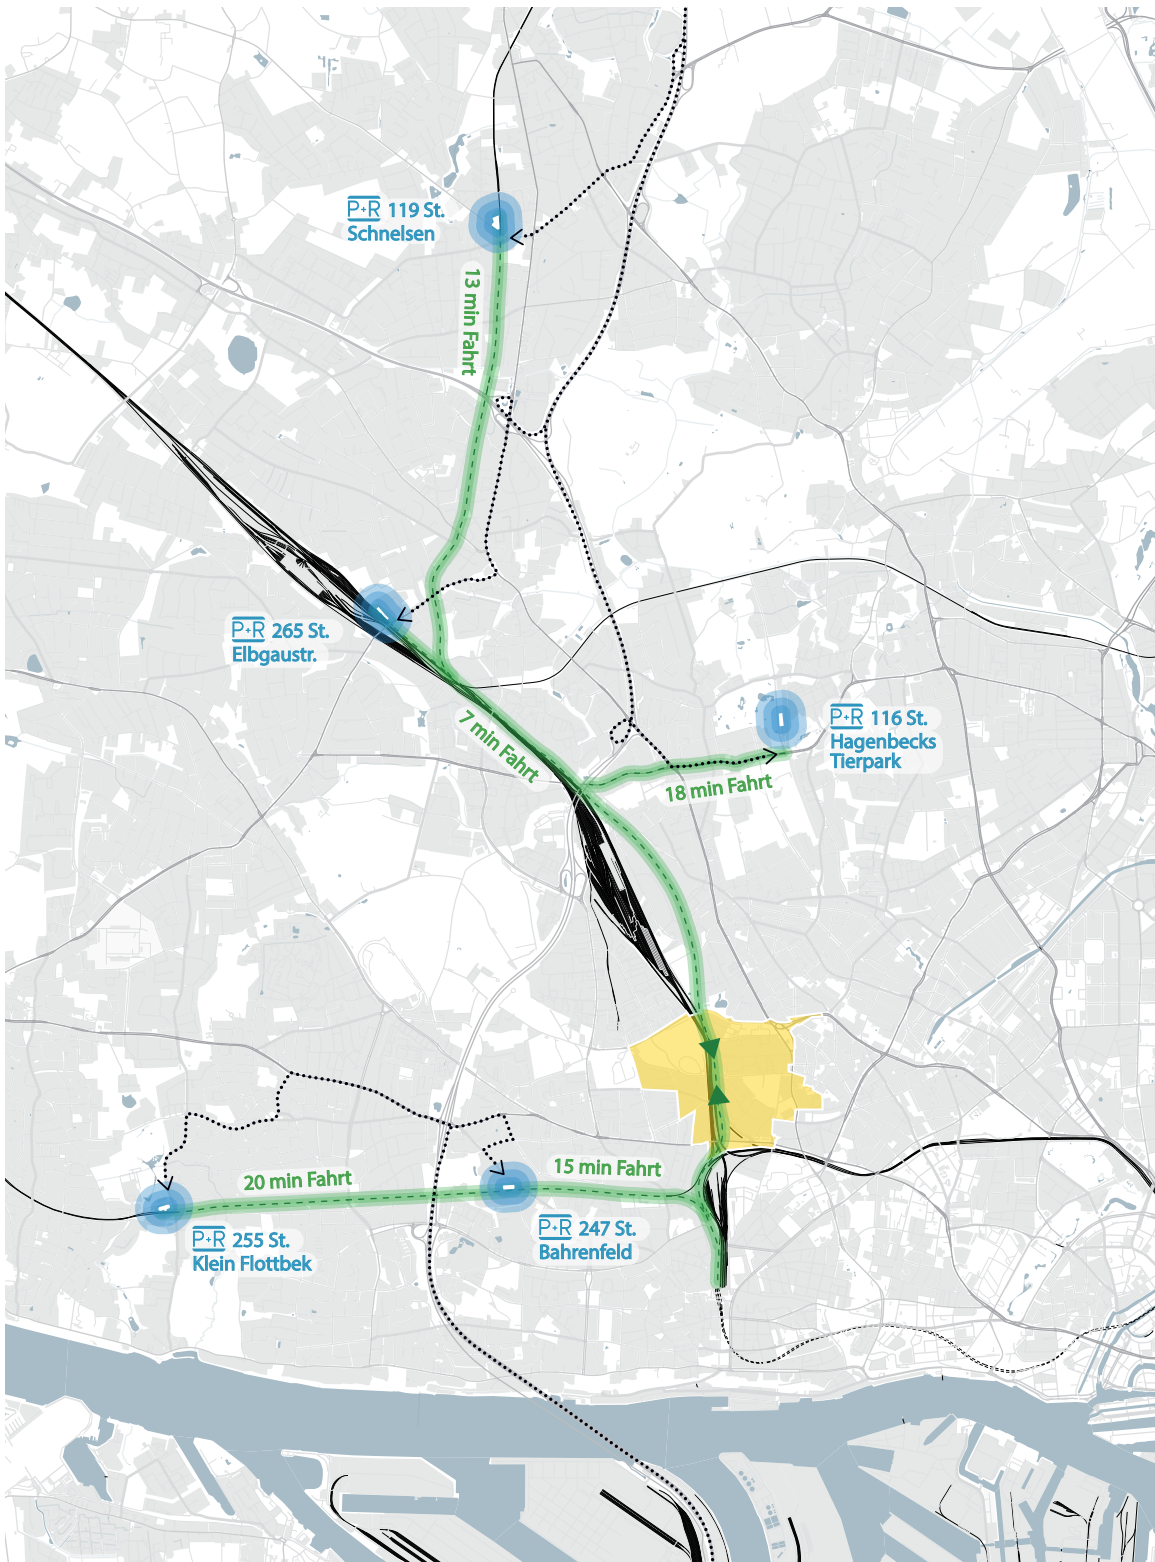 P+R 119 St.
Schnelsen
13 min Fahrt
P+R 265 St.
Elbgaustr.
7 min Fahrt
P+R 116 St.
Hagenbecks
Tierpark
18 min Fahrt
15 min Fahrt
20 min Fahrt
P+R 247 St.
Bahrenfeld
P+R 255 St.
Klein Flottbek